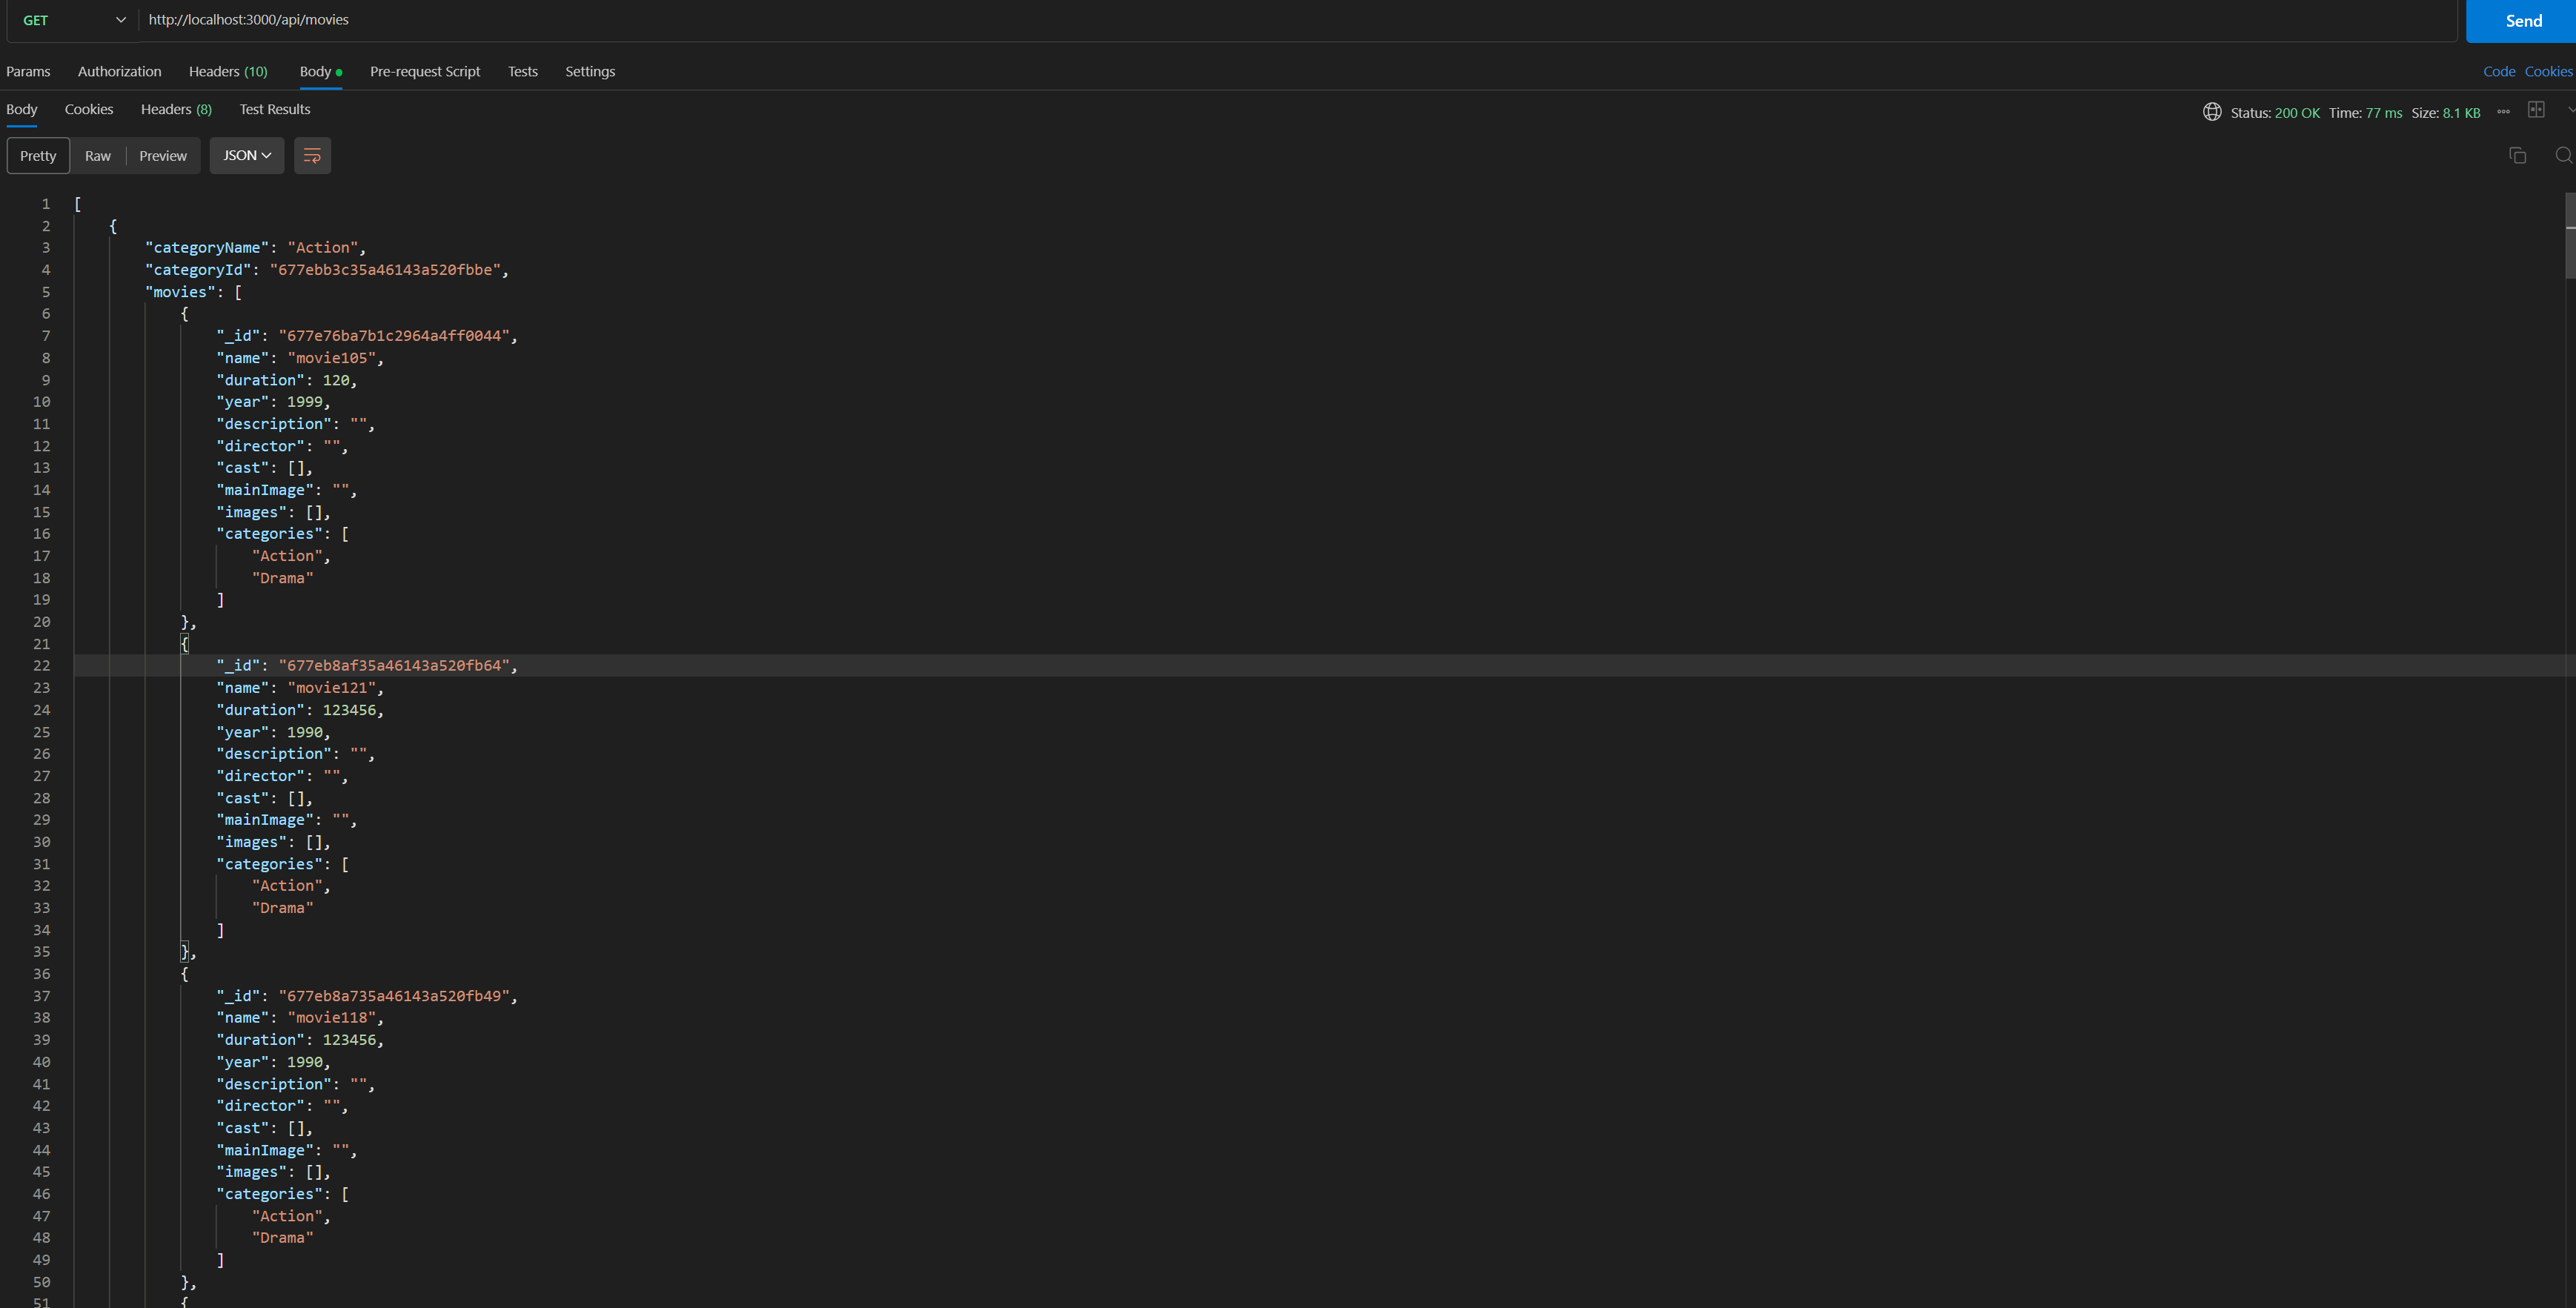 GET http://localhost:3000/api/movies Send
Params Authorization Headers (10) Body Pre-request Script Tests Settings Code Cookies
Body Cookies Headers (8) Test Results Status: 200 OK Time: 77 ms Size: 8.1 KB
Pretty Raw Preview JSON
1 [
2 {
3 "categoryName": "Action",
4 "categoryId": "677ebb3c35a46143a520fbbe",
5 "movies": [
6 {
7 "_id": "677e76ba7b1c2964a4ff0044",
8 "name": "movie105",
9 "duration": 120,
10 "year": 1999,
11 "description": "",
12 "director": "",
13 "cast": [],
14 "mainImage": "",
15 "images": [],
16 "categories": [
17 "Action",
18 "Drama"
19 ]
20 },
21 {
22 "_id": "677eb8af35a46143a520fb64",
23 "name": "movie121",
24 "duration": 123456,
25 "year": 1990,
26 "description": "",
27 "director": "",
28 "cast": [],
29 "mainImage": "",
30 "images": [],
31 "categories": [
32 "Action",
33 "Drama"
34 ]
35 },
36 {
37 "_id": "677eb8a735a46143a520fb49",
38 "name": "movie118",
39 "duration": 123456,
40 "year": 1990,
41 "description": "",
42 "director": "",
43 "cast": [],
44 "mainImage": "",
45 "images": [],
46 "categories": [
47 "Action",
48 "Drama"
49 ]
50 },
51 {